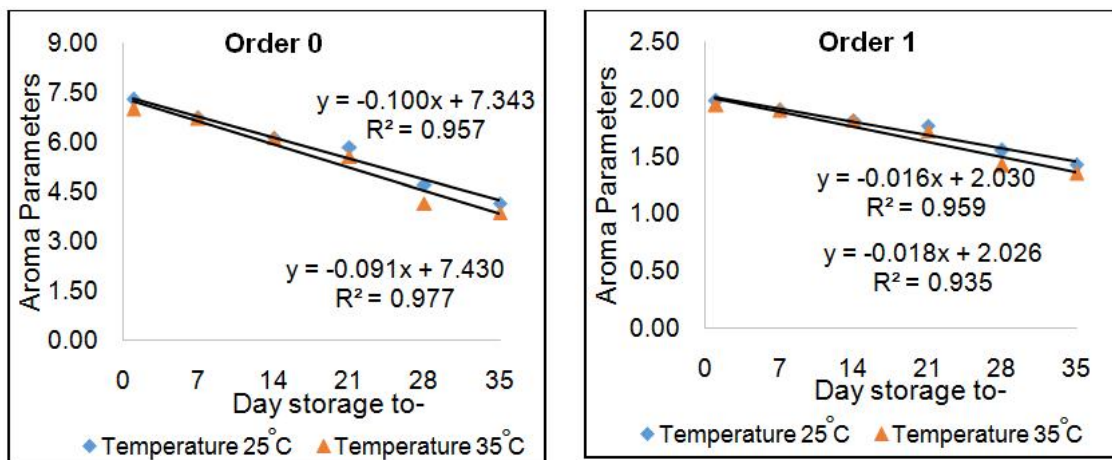 Order 0
Aroma Parameters
9.00
7.50
6.00
4.50
3.00
1.50
0.00
y = -0.100x + 7.343
R² = 0.957
y = -0.091x + 7.430
R² = 0.977
0 7 14 21 28 35
Day storage to-
Temperature 25°C Temperature 35°C
Order 1
Aroma Parameters
2.50
2.00
1.50
1.00
0.50
0.00
y = -0.016x + 2.030
R² = 0.959
y = -0.018x + 2.026
R² = 0.935
0 7 14 21 28 35
Day storage to-
Temperature 25°C Temperature 35°C